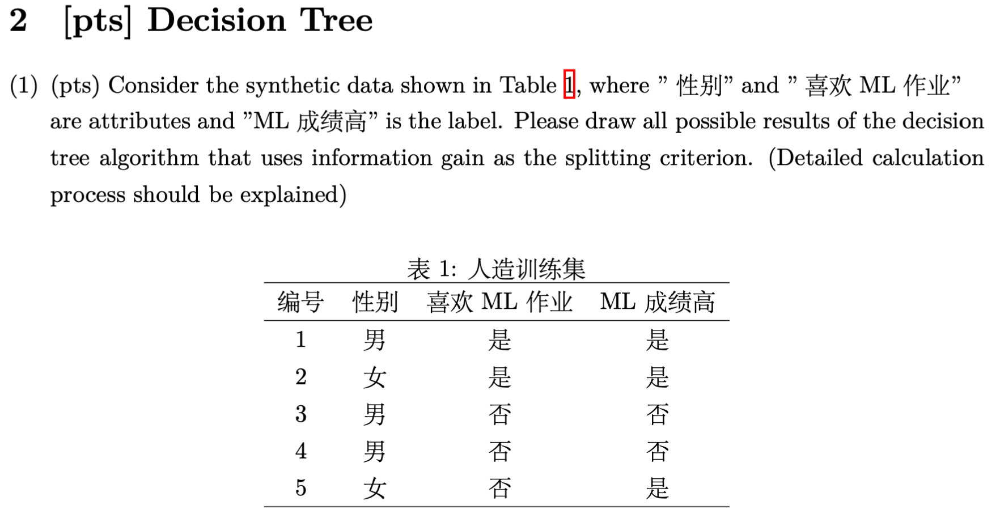 2 [pts] Decision Tree
(1) (pts) Consider the synthetic data shown in Table 1, where ” 性别” and ” 喜欢 ML 作业”
are attributes and ”ML 成绩高” is the label. Please draw all possible results of the decision
tree algorithm that uses information gain as the splitting criterion. (Detailed calculation
process should be explained)
表 1: 人造训练集
编号 性别 喜欢 ML 作业 ML 成绩高
1 男 是 是
2 女 是 是
3 男 否 否
4 男 否 否
5 女 否 是